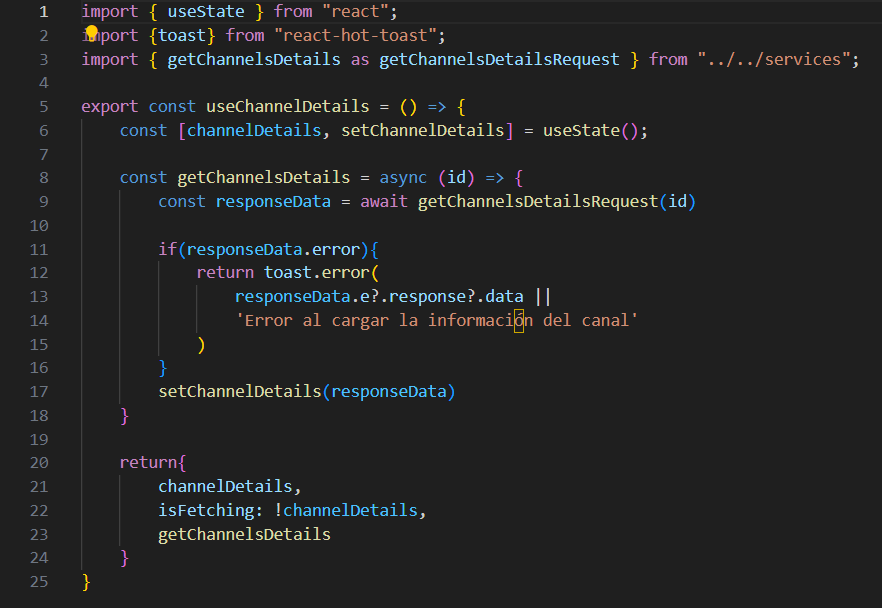 1 import { useState } from "react";
2 import {toast} from "react-hot-toast";
3 import { getChannelsDetails as getChannelsDetailsRequest } from "../../services";
4
5 export const useChannelDetails = () => {
6     const [channelDetails, setChannelDetails] = useState();
7
8     const getChannelsDetails = async (id) => {
9         const responseData = await getChannelsDetailsRequest(id)
10
11         if(responseData.error){
12             return toast.error(
13                 responseData.e?.response?.data ||
14                 'Error al cargar la información del canal'
15             )
16         }
17         setChannelDetails(responseData)
18     }
19
20     return{
21         channelDetails,
22         isFetching: !channelDetails,
23         getChannelsDetails
24     }
25 }